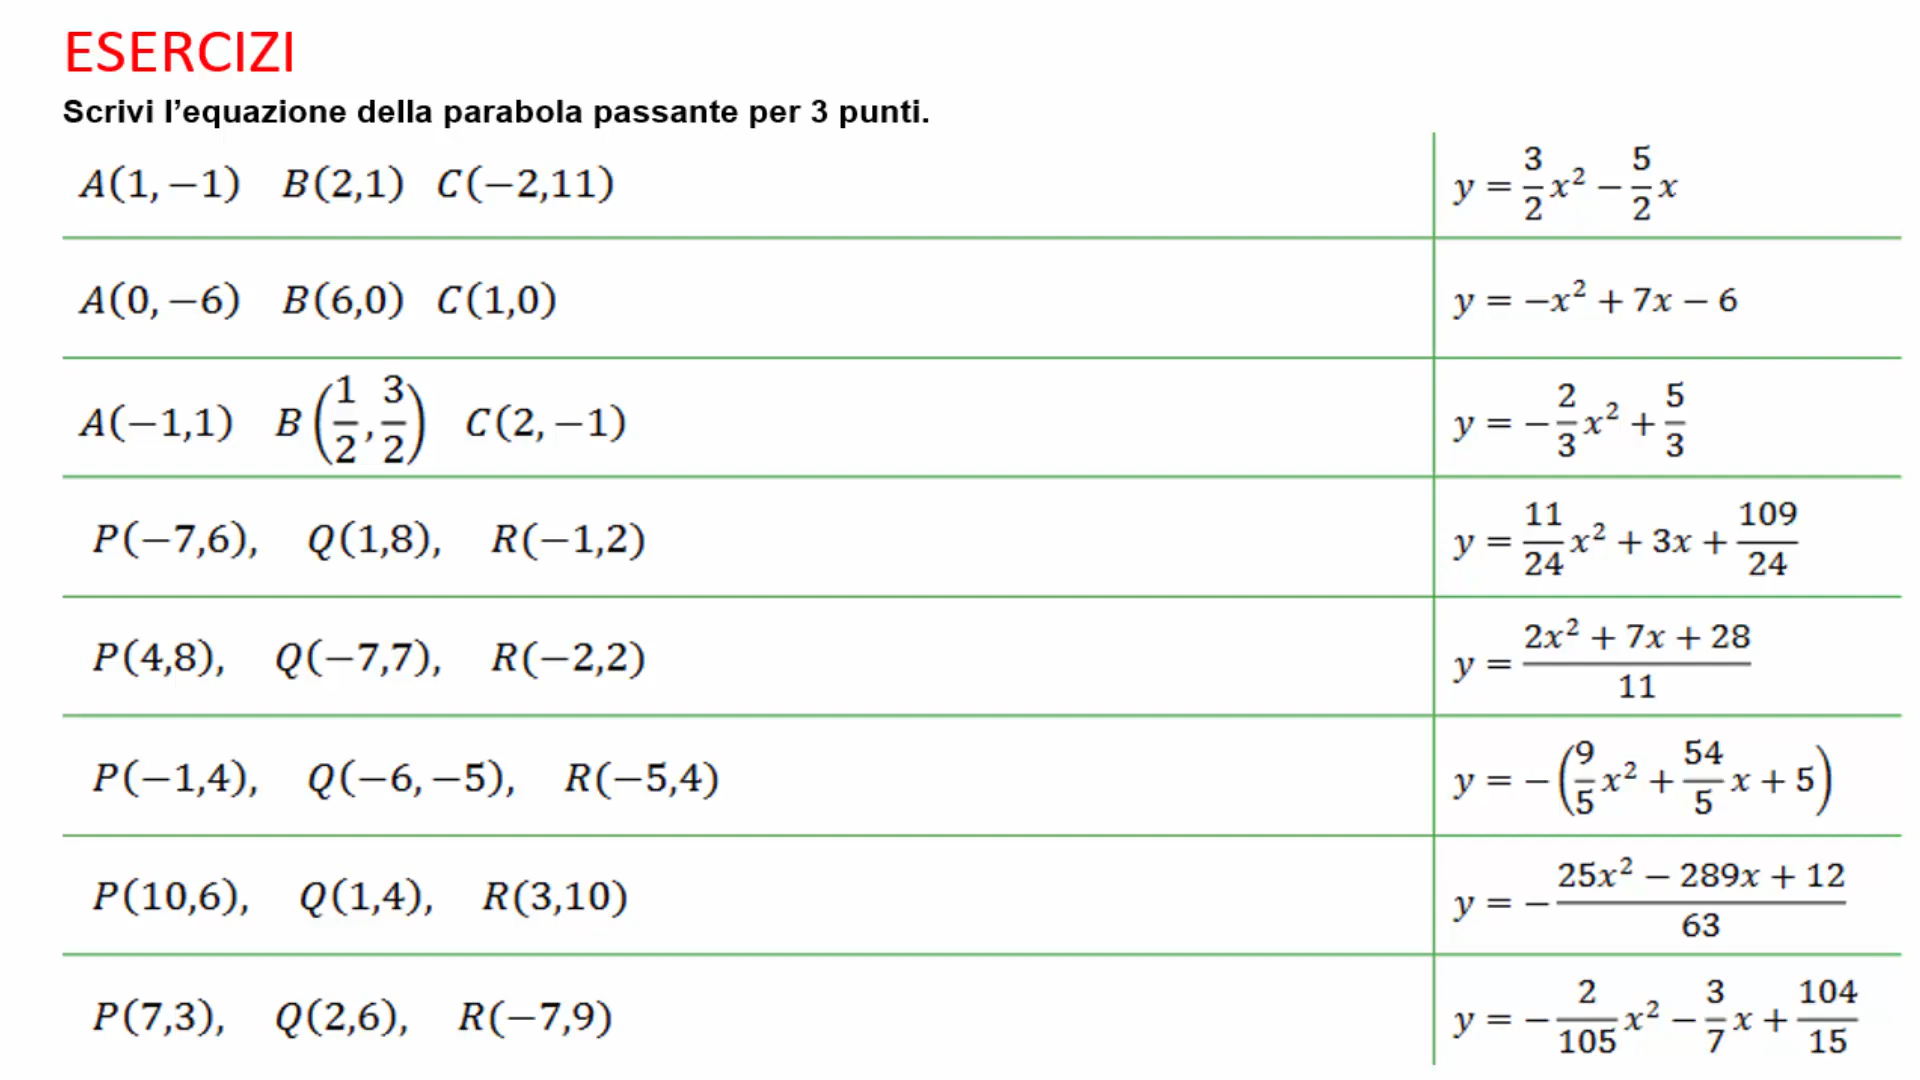 ESERCIZI
Scrivi l’equazione della parabola passante per 3 punti.
A(1,−1) B(2,1) C(−2,11) y = 3/2 x² − 5/2 x
A(0,−6) B(6,0) C(1,0) y = −x² + 7x − 6
A(−1,1) B(1/2, 3/2) C(2,−1) y = −2/3 x² + 5/3
P(−7,6), Q(1,8), R(−1,2) y = 11/24 x² + 3x + 109/24
P(4,8), Q(−7,7), R(−2,2) y = (2x² + 7x + 28)/11
P(−1,4), Q(−6,−5), R(−5,4) y = −(9/5 x² + 54/5 x + 5)
P(10,6), Q(1,4), R(3,10) y = −(25x² − 289x + 12)/63
P(7,3), Q(2,6), R(−7,9) y = −2/105 x² − 3/7 x + 104/15